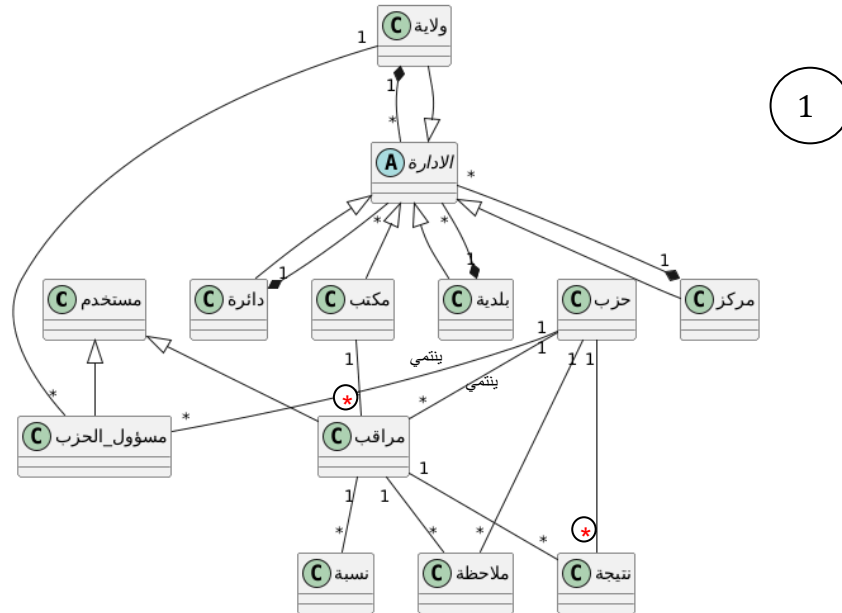 1
C ولاية
1
1
*
A الادارة
*
*
*
1
1
1
C مستخدم
C دائرة
C مكتب
C بلدية
C حزب
C مركز
1
1
1
1
1
ينتمي
ينتمي
*
*
*
*
C مسؤول_الحزب
C مراقب
1
1
1
*
*
*
*
*
C نسبة
C ملاحظة
C نتيجة